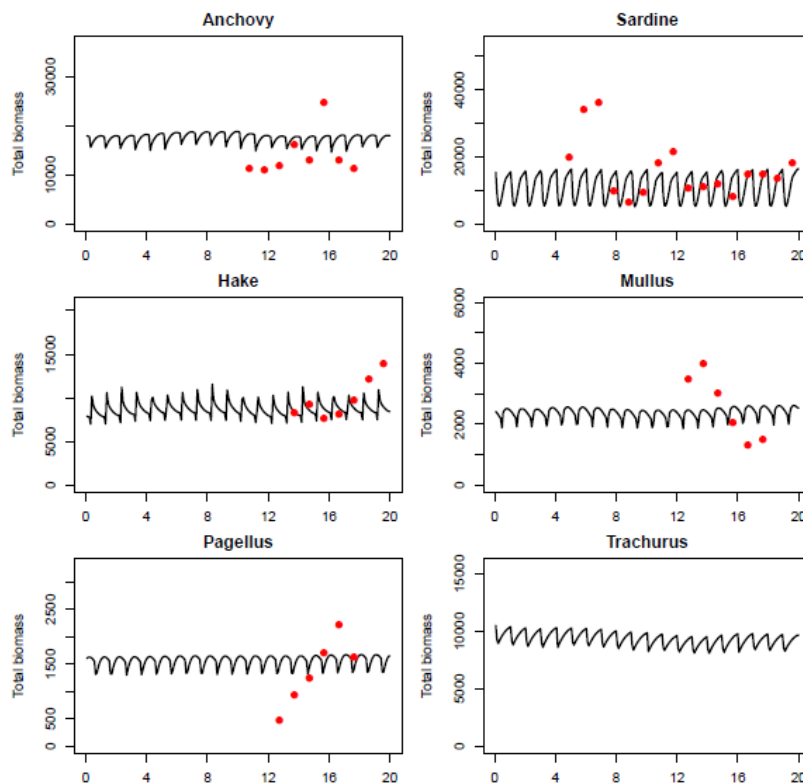 Anchovy
Total biomass
30000
10000
0
0 4 8 12 16 20
Sardine
Total biomass
40000
20000
0
0 4 8 12 16 20
Hake
Total biomass
15000
5000
0
0 4 8 12 16 20
Mullus
Total biomass
6000
4000
2000
0
0 4 8 12 16 20
Pagellus
Total biomass
2500
1500
500
0
0 4 8 12 16 20
Trachurus
Total biomass
15000
10000
5000
0
0 4 8 12 16 20